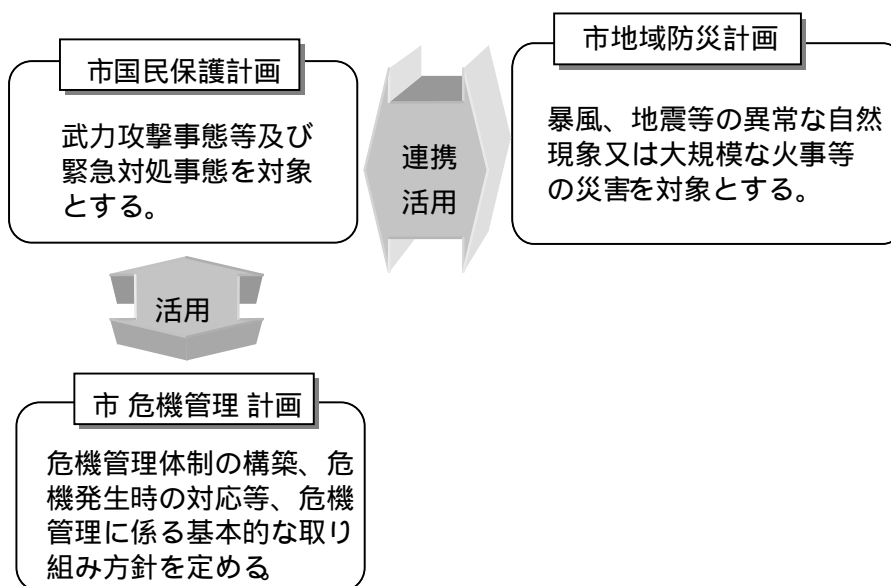 市国民保護計画
武力攻撃事態等及び
緊急対処事態を対象
とする。
連携
活用
市地域防災計画
暴風、地震等の異常な自然
現象又は大規模な火事等
の災害を対象とする。
活用
市 危機管理 計画
危機管理体制の構築、危
機発生時の対応等、危機
管理に係る基本的な取り
組み方針を定める。